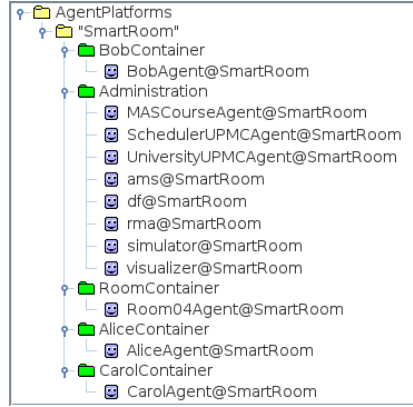 AgentPlatforms
"SmartRoom"
BobContainer
BobAgent@SmartRoom
Administration
MASCourseAgent@SmartRoom
SchedulerUPMCAgent@SmartRoom
UniversityUPMCAgent@SmartRoom
ams@SmartRoom
df@SmartRoom
rma@SmartRoom
simulator@SmartRoom
visualizer@SmartRoom
RoomContainer
Room04Agent@SmartRoom
AliceContainer
AliceAgent@SmartRoom
CarolContainer
CarolAgent@SmartRoom